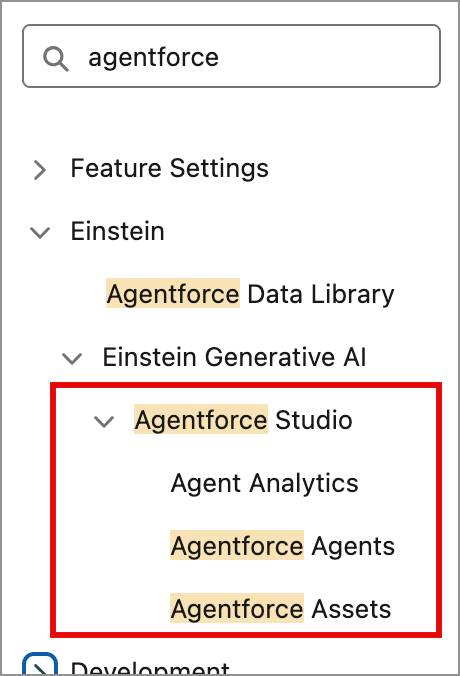 agentforce
Feature Settings
Einstein
Agentforce Data Library
Einstein Generative AI
Agentforce Studio
Agent Analytics
Agentforce Agents
Agentforce Assets
Development